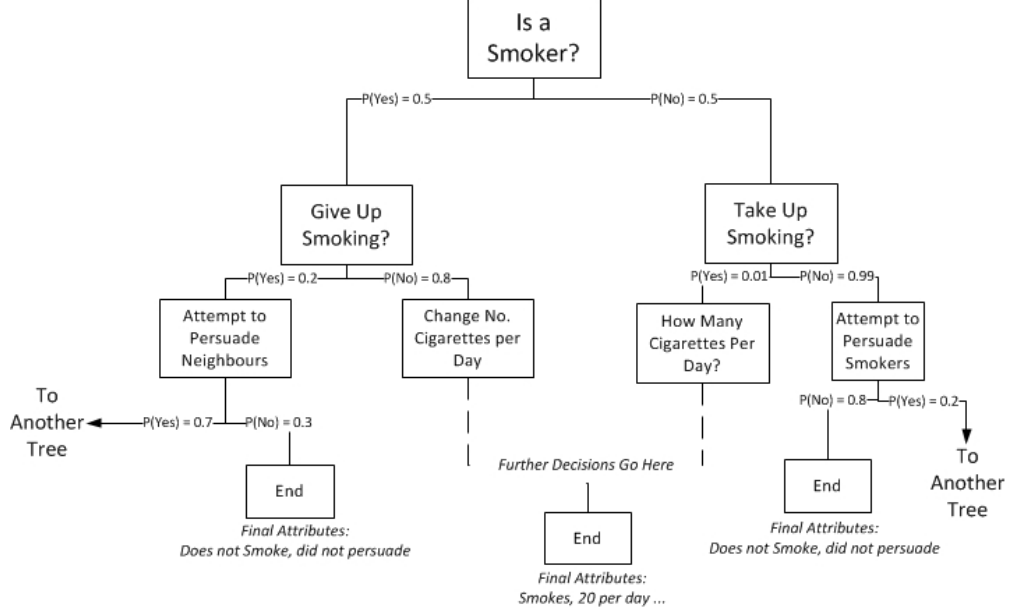 Is a
Smoker?
P(Yes) = 0.5
P(No) = 0.5
Give Up
Smoking?
Take Up
Smoking?
P(Yes) = 0.2
P(No) = 0.8
P(Yes) = 0.01
P(No) = 0.99
Attempt to
Persuade
Neighbours
Change No.
Cigarettes per
Day
How Many
Cigarettes Per
Day?
Attempt to
Persuade
Smokers
To
Another
Tree
P(Yes) = 0.7
P(No) = 0.3
P(No) = 0.8
P(Yes) = 0.2
To
Another
Tree
Further Decisions Go Here
End
Final Attributes:
Does not Smoke, did not persuade
End
Final Attributes:
Smokes, 20 per day ...
End
Final Attributes:
Does not Smoke, did not persuade